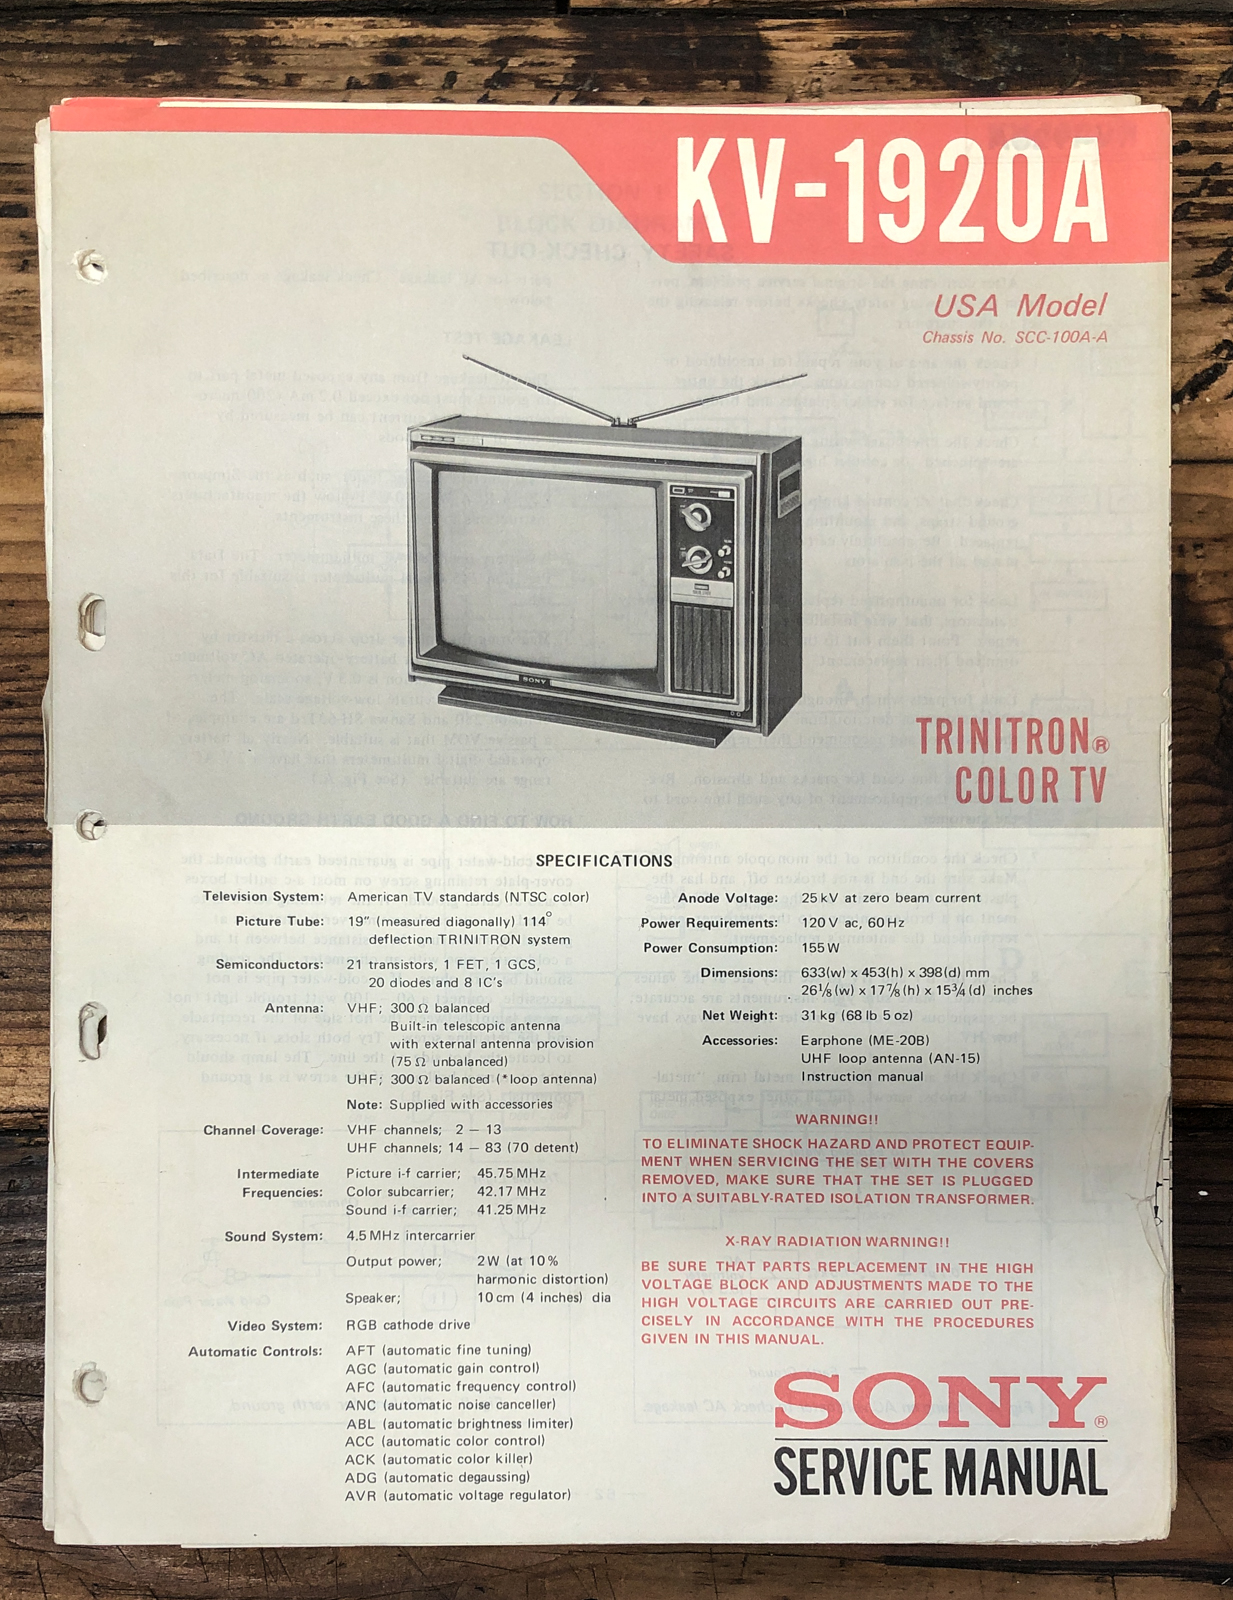 KV-1920A
USA Model
Chassis No. SCC-100A-A
SONY
TRINITRON®
COLOR TV
SPECIFICATIONS
Television System: American TV standards (NTSC color)
Picture Tube: 19" (measured diagonally) 114°
deflection TRINITRON system
Semiconductors: 21 transistors, 1 FET, 1 GCS,
20 diodes and 8 IC's
Antenna: VHF; 300 Ω balanced
Built-in telescopic antenna
with external antenna provision
(75 Ω unbalanced)
UHF; 300 Ω balanced (*loop antenna)
Note: Supplied with accessories
Channel Coverage: VHF channels; 2 – 13
UHF channels; 14 – 83 (70 detent)
Intermediate Picture i-f carrier; 45.75 MHz
Frequencies: Color subcarrier; 42.17 MHz
Sound i-f carrier; 41.25 MHz
Sound System: 4.5 MHz intercarrier
Output power; 2W (at 10%
harmonic distortion)
Speaker; 10 cm (4 inches) dia
Video System: RGB cathode drive
Automatic Controls: AFT (automatic fine tuning)
AGC (automatic gain control)
AFC (automatic frequency control)
ANC (automatic noise canceller)
ABL (automatic brightness limiter)
ACC (automatic color control)
ACK (automatic color killer)
ADG (automatic degaussing)
AVR (automatic voltage regulator)
Anode Voltage: 25 kV at zero beam current
Power Requirements: 120 V ac, 60 Hz
Power Consumption: 155 W
Dimensions: 633(w) x 453(h) x 398(d) mm
26⅛(w) x 17⅞(h) x 15¾(d) inches
Net Weight: 31 kg (68 lb 5 oz)
Accessories: Earphone (ME-20B)
UHF loop antenna (AN-15)
Instruction manual
WARNING!!
TO ELIMINATE SHOCK HAZARD AND PROTECT EQUIP-
MENT WHEN SERVICING THE SET WITH THE COVERS
REMOVED, MAKE SURE THAT THE SET IS PLUGGED
INTO A SUITABLY-RATED ISOLATION TRANSFORMER.
X-RAY RADIATION WARNING!!
BE SURE THAT PARTS REPLACEMENT IN THE HIGH
VOLTAGE BLOCK AND ADJUSTMENTS MADE TO THE
HIGH VOLTAGE CIRCUITS ARE CARRIED OUT PRE-
CISELY IN ACCORDANCE WITH THE PROCEDURES
GIVEN IN THIS MANUAL.
SONY®
SERVICE MANUAL